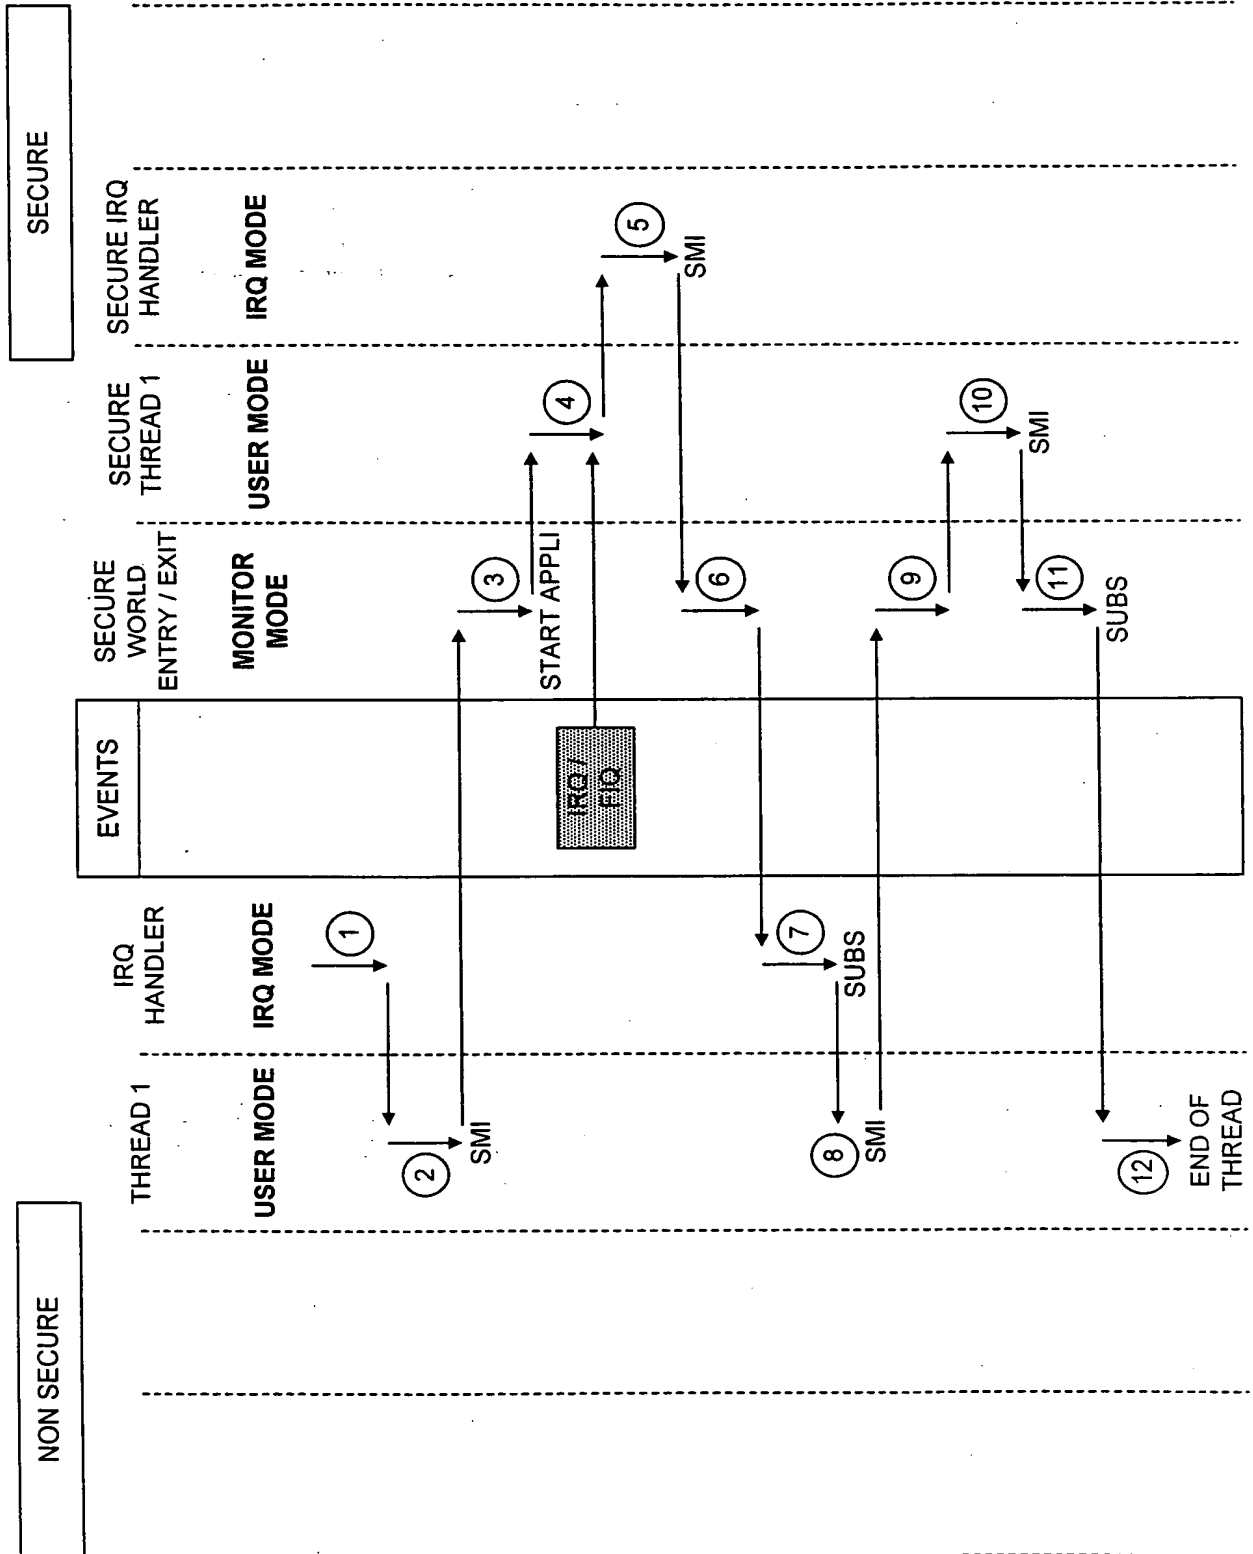 NON SECURE
SECURE
THREAD 1
USER MODE
IRQ
HANDLER
IRQ MODE
EVENTS
SECURE
WORLD
ENTRY / EXIT
MONITOR
MODE
SECURE
THREAD 1
USER MODE
SECURE IRQ
HANDLER
IRQ MODE
1
2
SMI
3
START APPLI
4
IRQ /
FIQ
5
SMI
6
7
SUBS
8
SMI
9
10
SMI
11
SUBS
12
END OF
THREAD